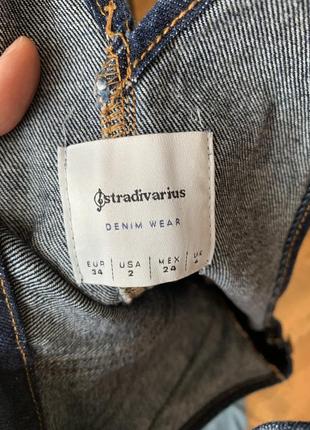 stradivarius
DENIM WEAR
EUR USA MEX UK
34 2 24